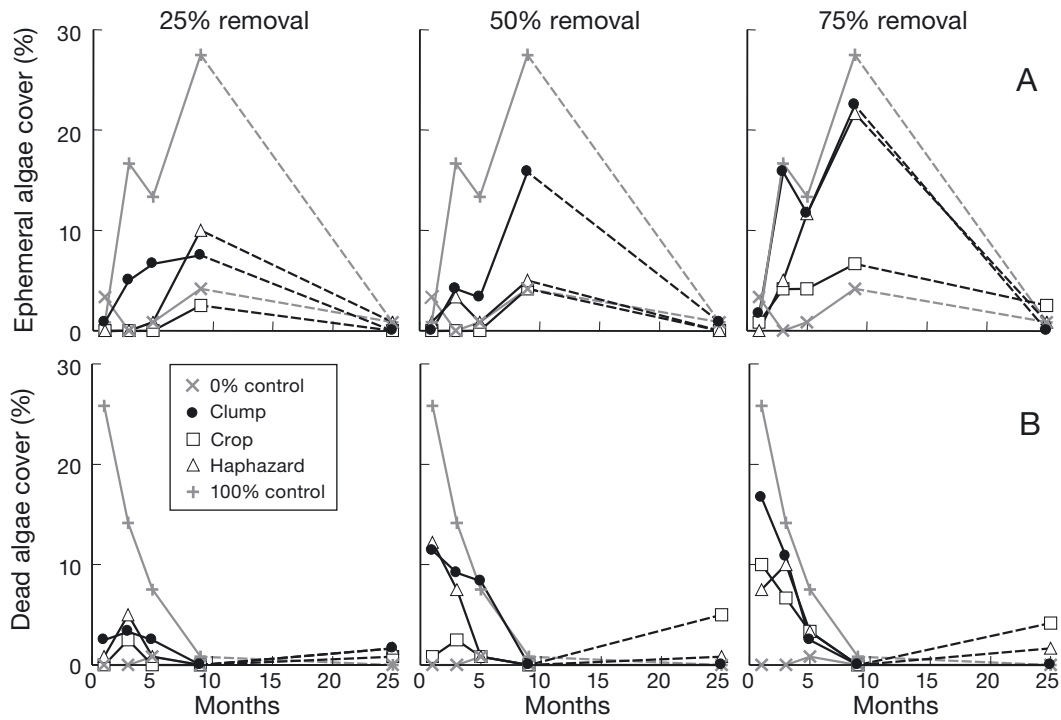 25% removal
50% removal
75% removal
Ephemeral algae cover (%)
30
20
10
0
A
Dead algae cover (%)
30
20
10
0
0% control
Clump
Crop
Haphazard
100% control
B
0 5 10 15 20 25
0 5 10 15 20 25
0 5 10 15 20 25
Months
Months
Months